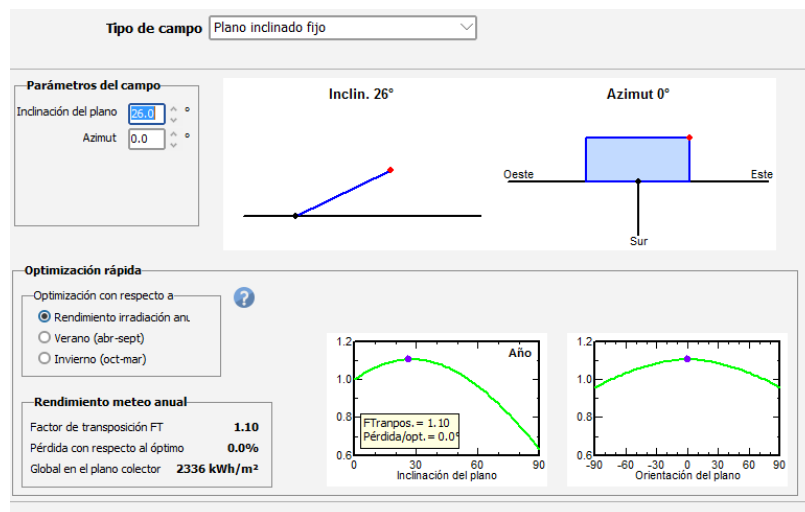 Tipo de campo Plano inclinado fijo
Parámetros del campo
Inclinación del plano 26.0 °
Azimut 0.0 °
Inclin. 26°
Azimut 0°
Oeste
Este
Sur
Optimización rápida
Optimización con respecto a
Rendimiento irradiación anu
Verano (abr-sept)
Invierno (oct-mar)
?
Rendimiento meteo anual
Factor de transposición FT 1.10
Pérdida con respecto al óptimo 0.0%
Global en el plano colector 2336 kWh/m²
Año
1.2
1.0
0.8
0.6
FTranpos.= 1.10
Pérdida/opt.= 0.0
0 30 60 90
Inclinación del plano
1.2
1.0
0.8
0.6
-90 -60 -30 0 30 60 90
Orientación del plano